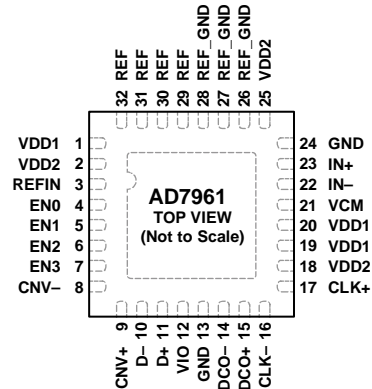 32 REF
31 REF
30 REF
29 REF
28 REF_GND
27 REF_GND
26 REF_GND
25 VDD2
VDD1 1
VDD2 2
REFIN 3
EN0 4
EN1 5
EN2 6
EN3 7
CNV– 8
AD7961
TOP VIEW
(Not to Scale)
24 GND
23 IN+
22 IN–
21 VCM
20 VDD1
19 VDD1
18 VDD2
17 CLK+
CNV+ 9
D– 10
D+ 11
VIO 12
GND 13
DCO– 14
DCO+ 15
CLK– 16